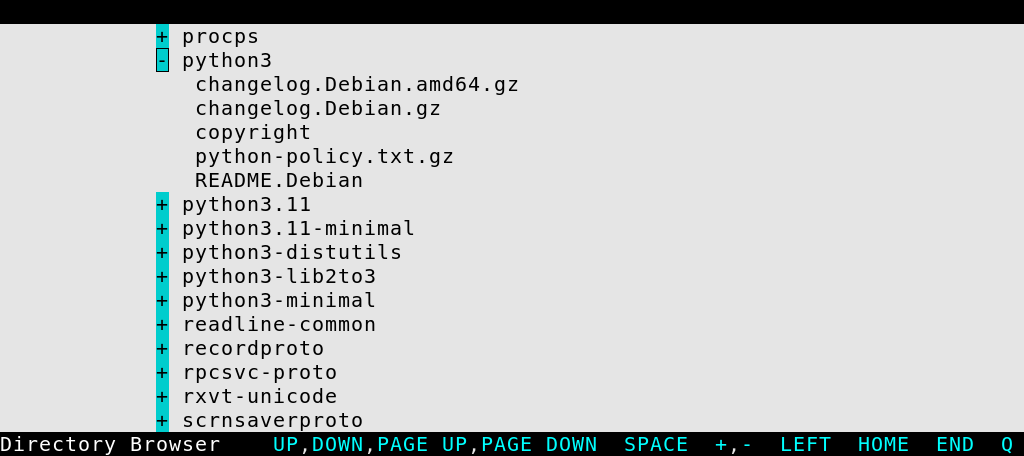 + procps
- python3
changelog.Debian.amd64.gz
changelog.Debian.gz
copyright
python-policy.txt.gz
README.Debian
+ python3.11
+ python3.11-minimal
+ python3-distutils
+ python3-lib2to3
+ python3-minimal
+ readline-common
+ recordproto
+ rpcsvc-proto
+ rxvt-unicode
+ scrnsaverproto
Directory Browser    UP,DOWN,PAGE UP,PAGE DOWN  SPACE  +,-  LEFT  HOME  END  Q